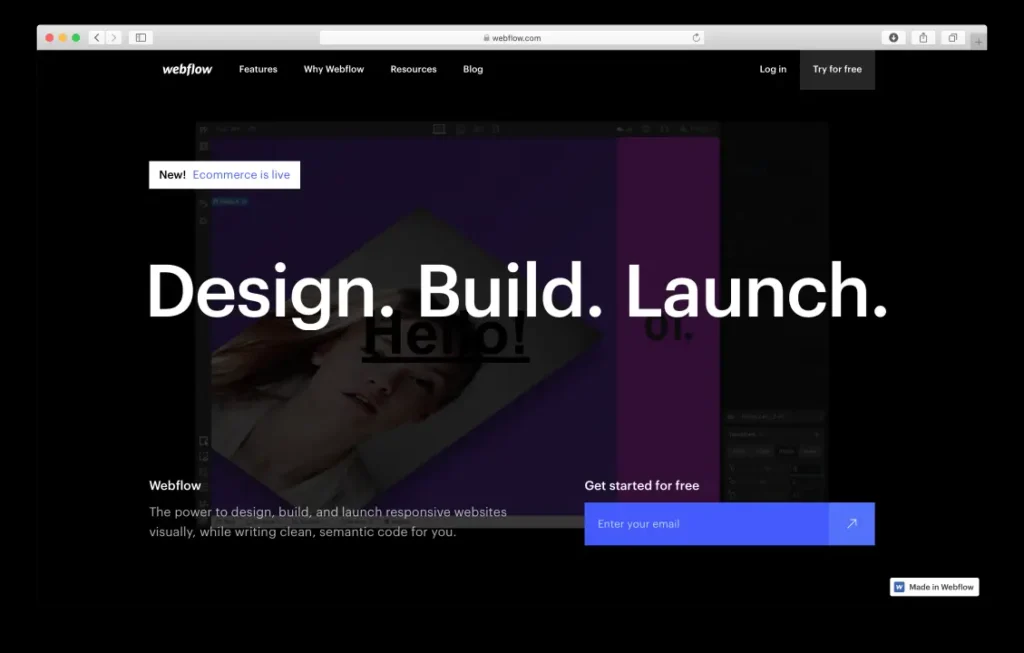 webflow.com
webflow Features Why Webflow Resources Blog Log in Try for free
New! Ecommerce is live
Design. Build. Launch.
Hello! 01.
Webflow
The power to design, build, and launch responsive websites
visually, while writing clean, semantic code for you.
Get started for free
Enter your email
Made in Webflow